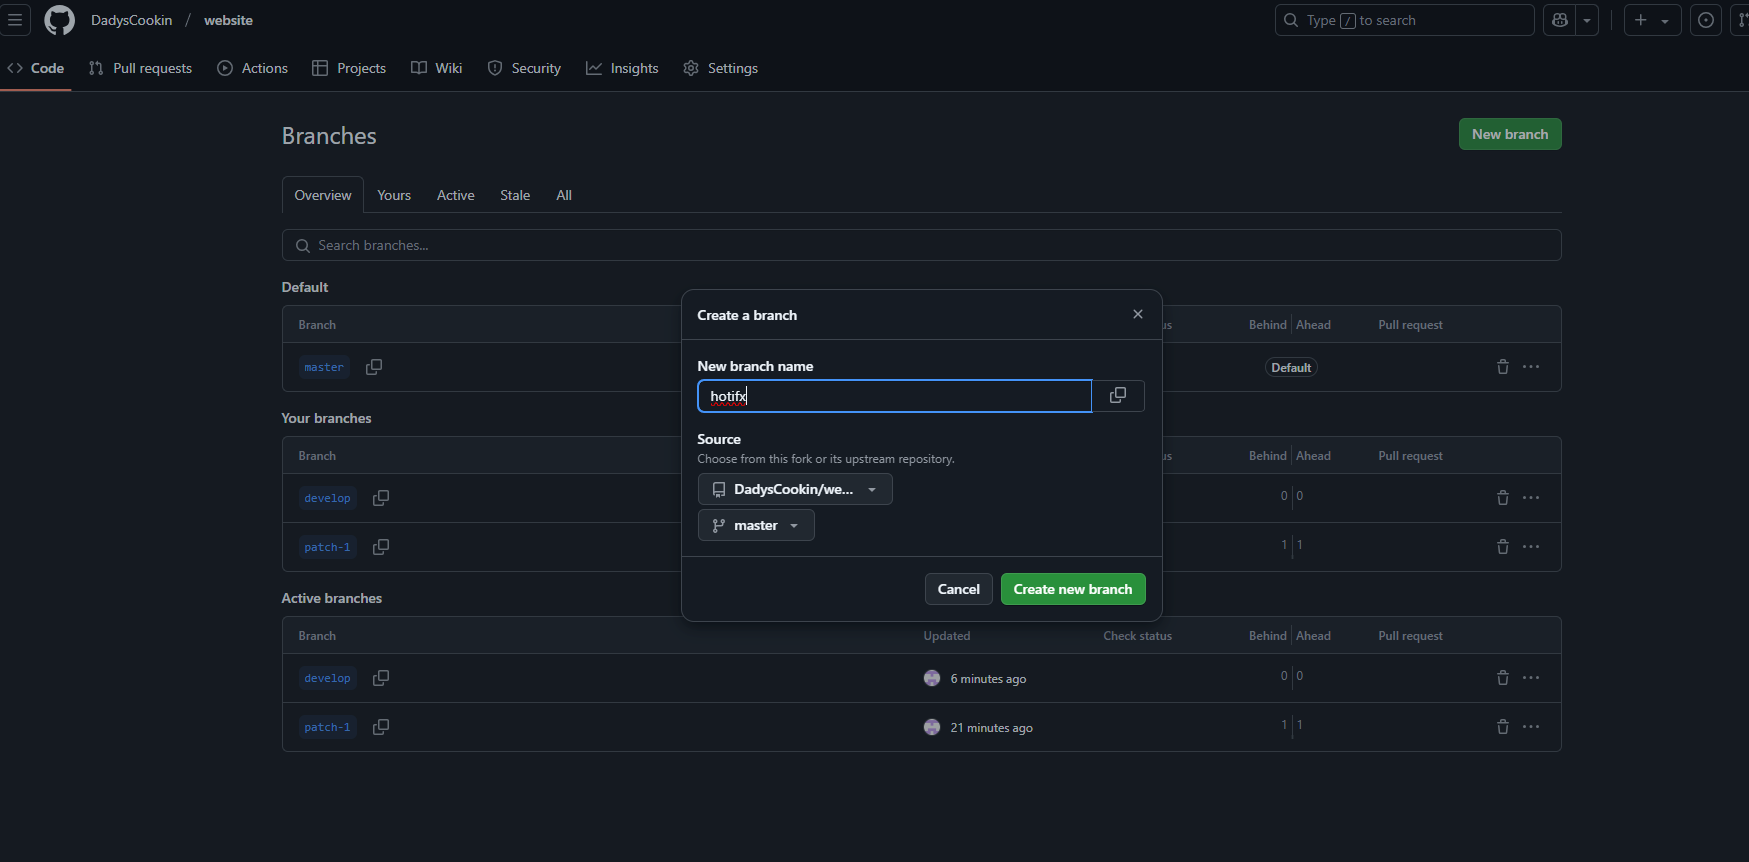 DadysCookin / website
Type / to search
Code Pull requests Actions Projects Wiki Security Insights Settings
Branches
New branch
Overview Yours Active Stale All
Search branches...
Default
Branch
Behind Ahead Pull request
master
Default
Your branches
Branch
Behind Ahead Pull request
develop
0 0
patch-1
1 1
Create a branch
New branch name
hotifx
Source
Choose from this fork or its upstream repository.
DadysCookin/we...
master
Cancel Create new branch
Active branches
Branch Updated Check status Behind Ahead Pull request
develop 6 minutes ago 0 0
patch-1 21 minutes ago 1 1